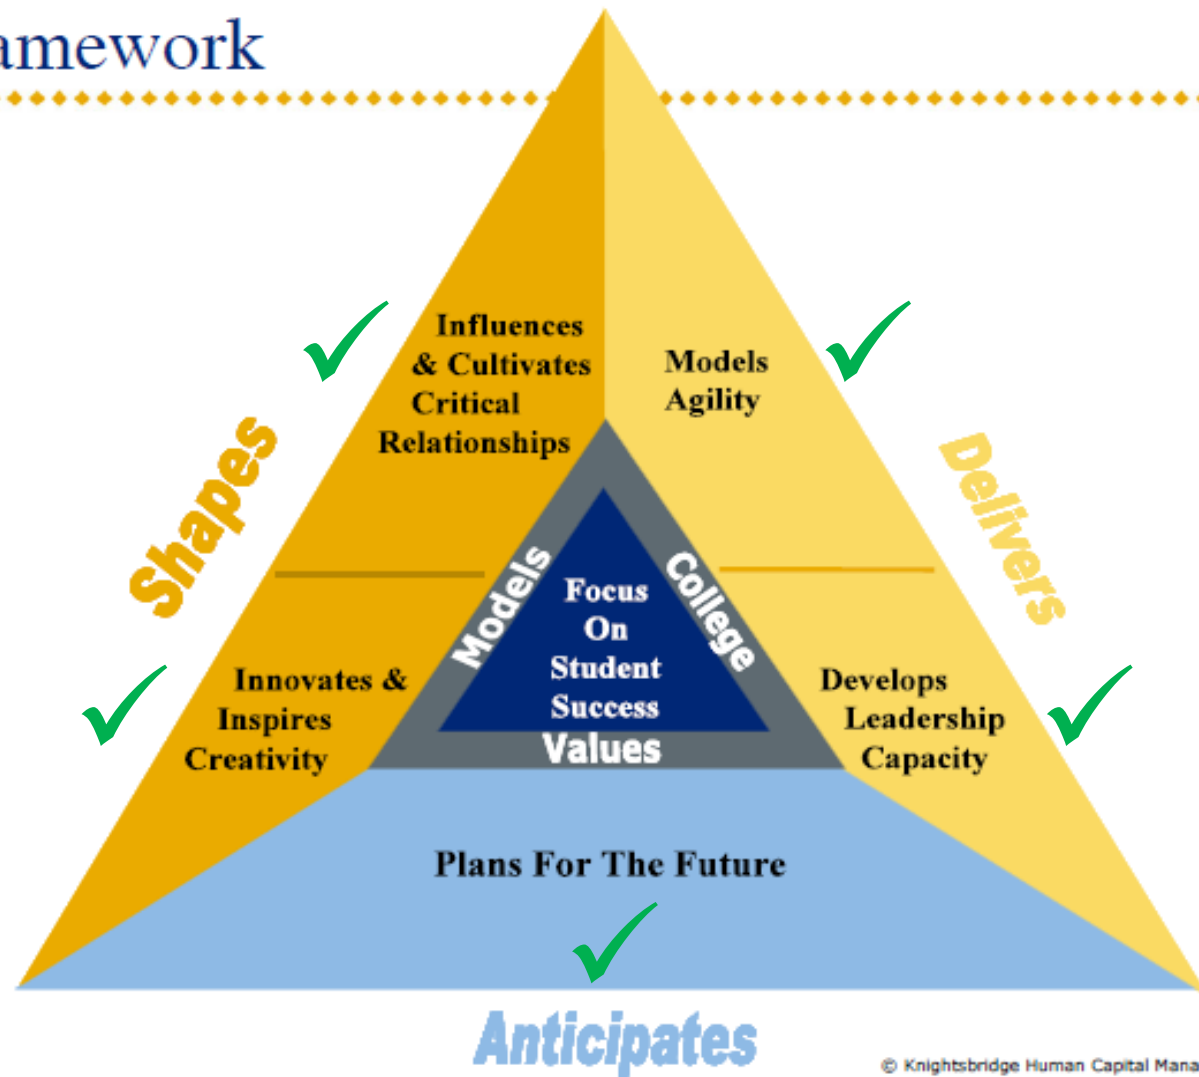 amework
Influences
& Cultivates
Critical
Relationships
Models
Agility
Shapes
Delivers
Models
College
Focus
On
Student
Success
Values
Innovates &
Inspires
Creativity
Develops
Leadership
Capacity
Plans For The Future
Anticipates
© Knightsbridge Human Capital Mana